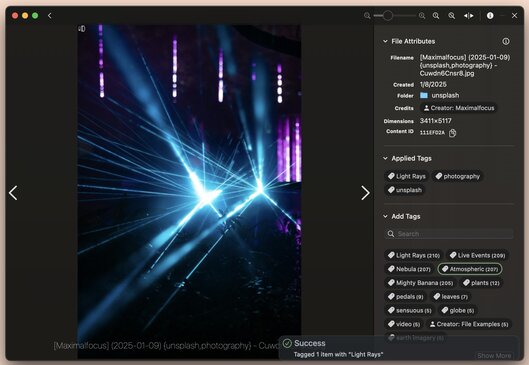 File Attributes
Filename
[Maximalfocus] (2025-01-09)
{unsplash,photography} -
Cuwdn6Cnsr8.jpg
Created 1/8/2025
Folder unsplash
Credits Creator: Maximalfocus
Dimensions 3411×5117
Content ID 111EFD2A
Applied Tags
Light Rays photography
unsplash
Add Tags
Search
Light Rays (210) Live Events (209)
Nebula (207) Atmospheric (207)
Mighty Banana (205) plants (12)
pedals (9) leaves (7)
sensuous (5) globe (5)
video (5) Creator: File Examples (5)
earth imagery (5)
Show More
[Maximalfocus] (2025-01-09) {unsplash,photography} -
Success
Tagged 1 item with "Light Rays"